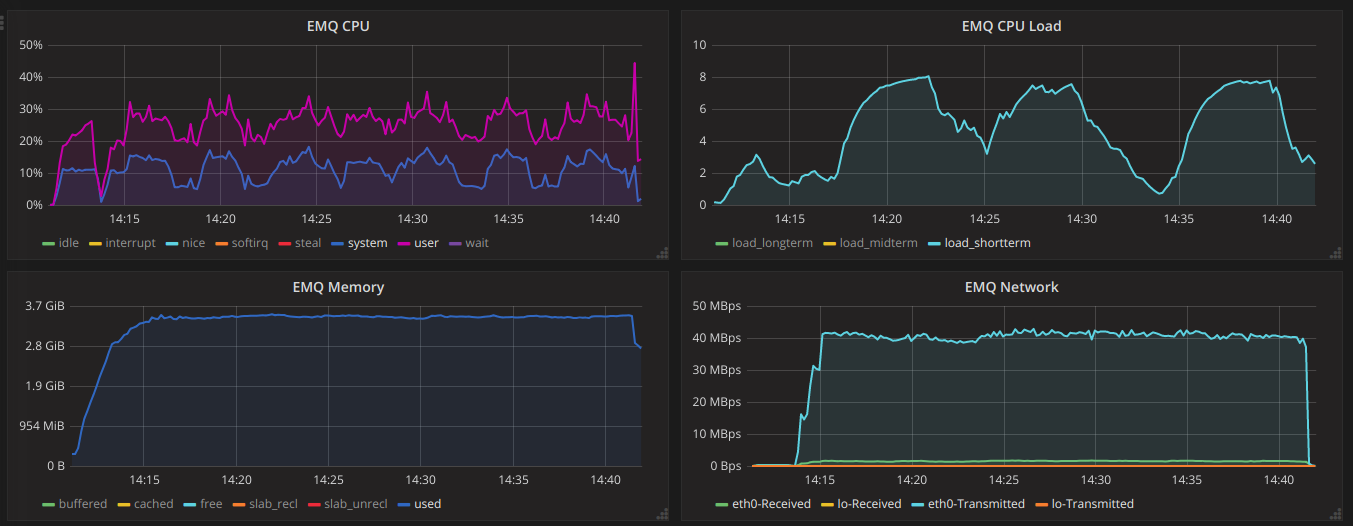 EMQ CPU
50%
40%
30%
20%
10%
0%
14:15 14:20 14:25 14:30 14:35 14:40
idle interrupt nice softirq steal system user wait
EMQ CPU Load
10
8
6
4
2
0
14:15 14:20 14:25 14:30 14:35 14:40
load_longterm load_midterm load_shortterm
EMQ Memory
3.7 GiB
2.8 GiB
1.9 GiB
954 MiB
0 B
14:15 14:20 14:25 14:30 14:35 14:40
buffered cached free slab_recl slab_unrecl used
EMQ Network
50 MBps
40 MBps
30 MBps
20 MBps
10 MBps
0 Bps
14:15 14:20 14:25 14:30 14:35 14:40
eth0-Received lo-Received eth0-Transmitted lo-Transmitted